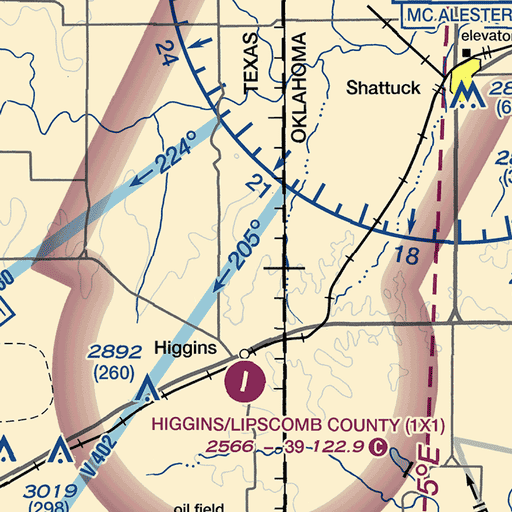 MC ALESTER
elevator
24
TEXAS
OKLAHOMA
Shattuck
224°
21
205°
18
2892
(260)
Higgins
HIGGINS/LIPSCOMB COUNTY (1X1)
2566 - 39 - 122.9 C
V 402
5°E
3019
(298)
oil field